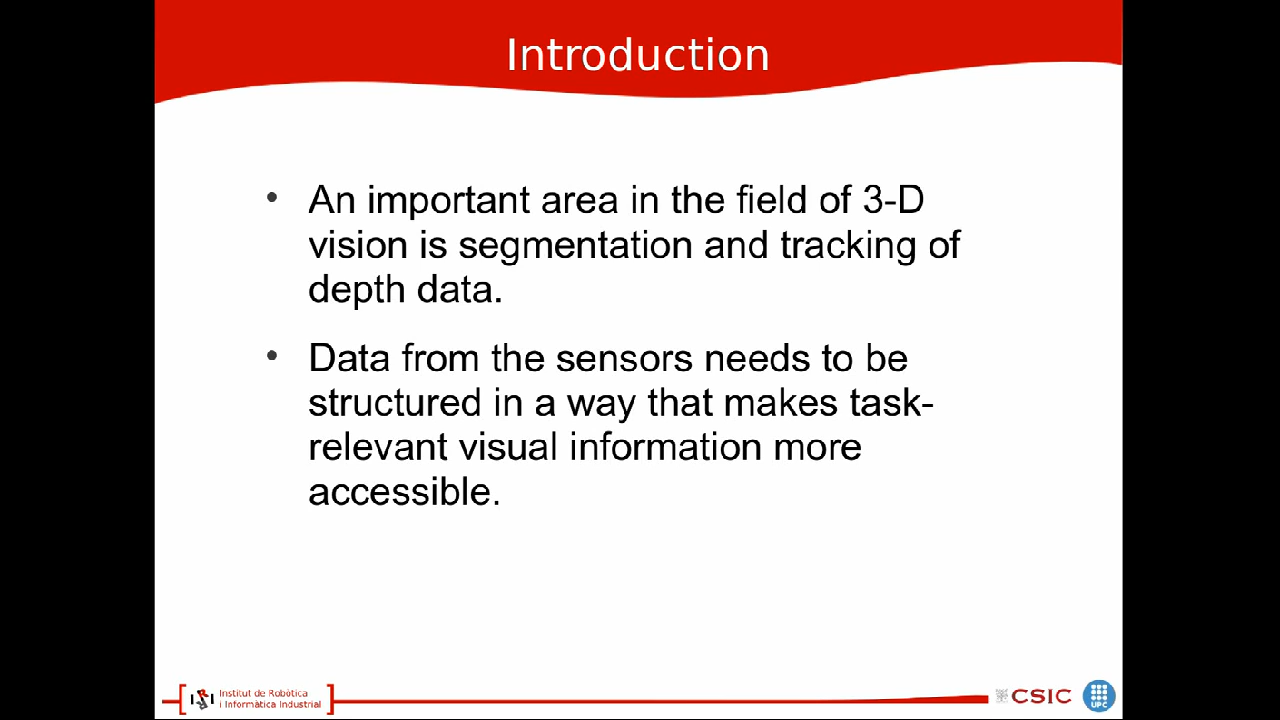 Introduction
• An important area in the field of 3-D
vision is segmentation and tracking of
depth data.
• Data from the sensors needs to be
structured in a way that makes task-
relevant visual information more
accessible.
IRI
Institut de Robòtica
i Informàtica Industrial
CSIC
UPC